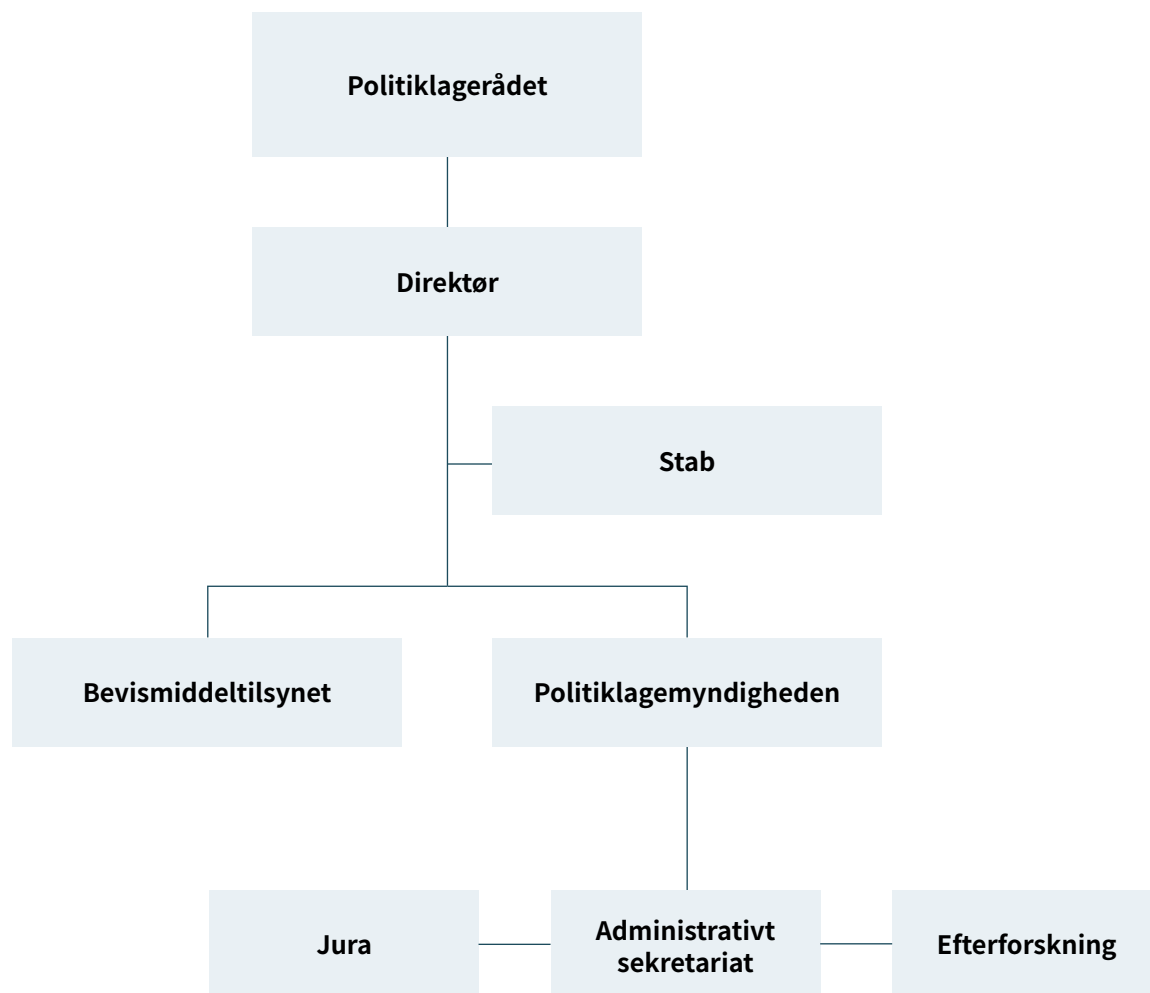 Politiklagerådet
Direktør
Stab
Bevismiddeltilsynet
Politiklagemyndigheden
Jura
Administrativt
sekretariat
Efterforskning